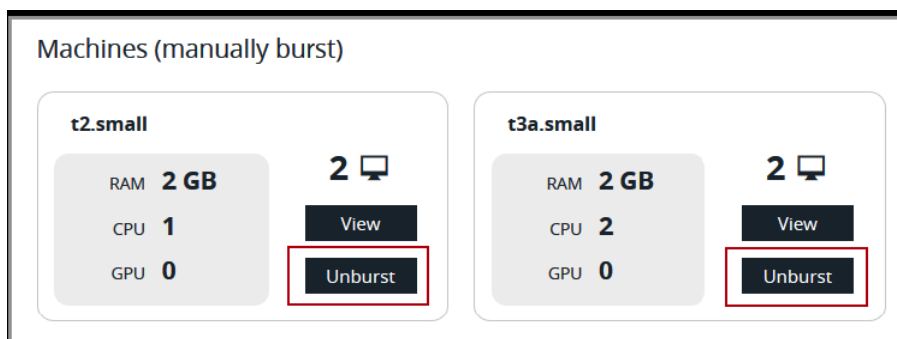 Machines (manually burst)
t2.small
RAM 2 GB
CPU 1
GPU 0
2
View
Unburst
t3a.small
RAM 2 GB
CPU 2
GPU 0
2
View
Unburst